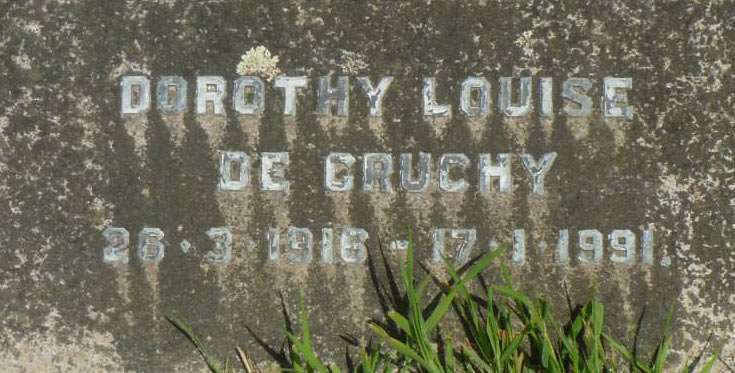 DOROTHY LOUISE
DE GRUCHY
26·3·1916 - 17·1·1991.